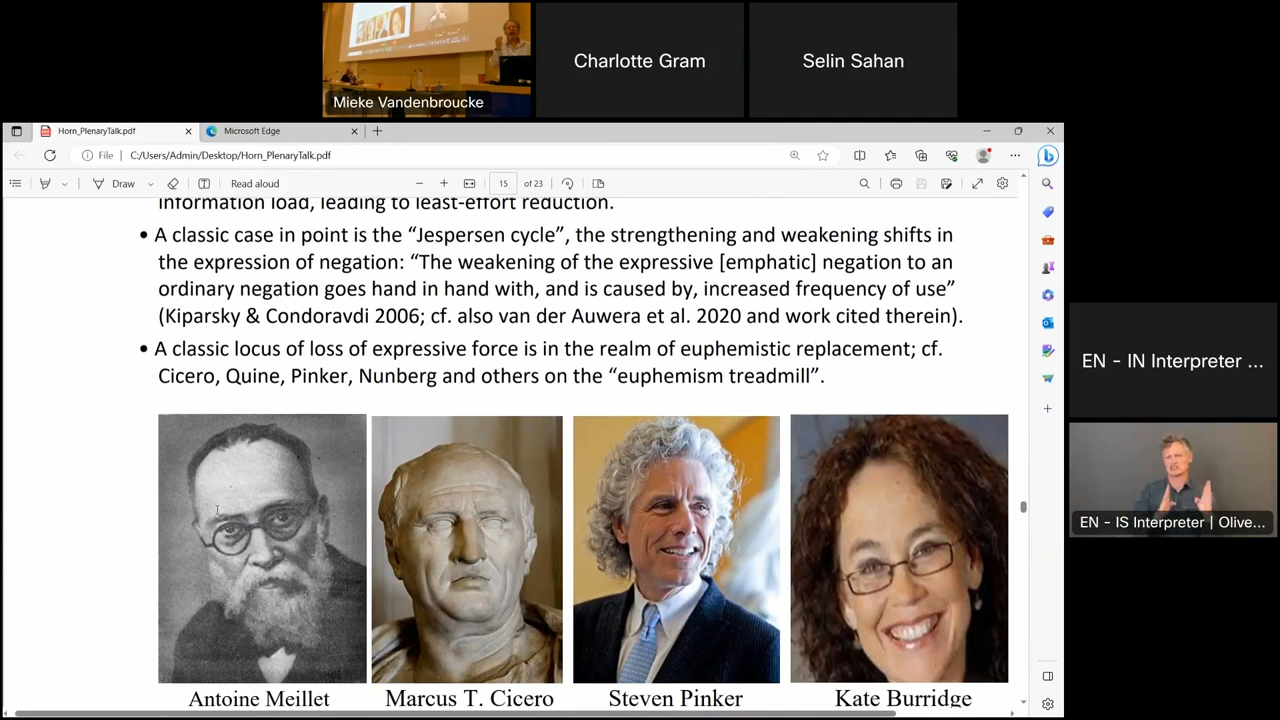 Mieke Vandenbroucke
Charlotte Gram
Selin Sahan
Horn_PlenaryTalk.pdf
Microsoft Edge
File
C:/Users/Admin/Desktop/Horn_PlenaryTalk.pdf
Draw
Read aloud
15 of 23
information load, leading to least-effort reduction.
• A classic case in point is the “Jespersen cycle”, the strengthening and weakening shifts in
the expression of negation: “The weakening of the expressive [emphatic] negation to an
ordinary negation goes hand in hand with, and is caused by, increased frequency of use”
(Kiparsky & Condoravdi 2006; cf. also van der Auwera et al. 2020 and work cited therein).
• A classic locus of loss of expressive force is in the realm of euphemistic replacement; cf.
Cicero, Quine, Pinker, Nunberg and others on the “euphemism treadmill”.
Antoine Meillet
Marcus T. Cicero
Steven Pinker
Kate Burridge
EN - IN Interpreter ...
EN - IS Interpreter | Olive...